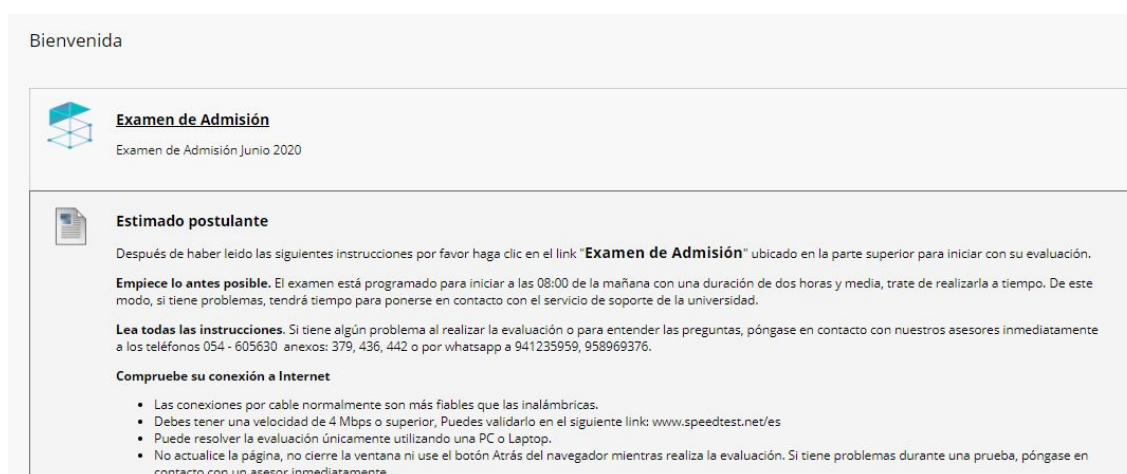 Bienvenida
Examen de Admisión
Examen de Admisión Junio 2020
Estimado postulante
Después de haber leido las siguientes instrucciones por favor haga clic en el link "Examen de Admisión" ubicado en la parte superior para iniciar con su evaluación.
Empiece lo antes posible. El examen está programado para iniciar a las 08:00 de la mañana con una duración de dos horas y media, trate de realizarla a tiempo. De este
modo, si tiene problemas, tendrá tiempo para ponerse en contacto con el servicio de soporte de la universidad.
Lea todas las instrucciones. Si tiene algún problema al realizar la evaluación o para entender las preguntas, póngase en contacto con nuestros asesores inmediatamente
a los teléfonos 054 - 605630 anexos: 379, 436, 442 o por whatsapp a 941235959, 958969376.
Compruebe su conexión a Internet
• Las conexiones por cable normalmente son más fiables que las inalámbricas.
• Debes tener una velocidad de 4 Mbps o superior, Puedes validarlo en el siguiente link: www.speedtest.net/es
• Puede resolver la evaluación únicamente utilizando una PC o Laptop.
• No actualice la página, no cierre la ventana ni use el botón Atrás del navegador mientras realiza la evaluación. Si tiene problemas durante una prueba, póngase en
contacto con un asesor inmediatamente